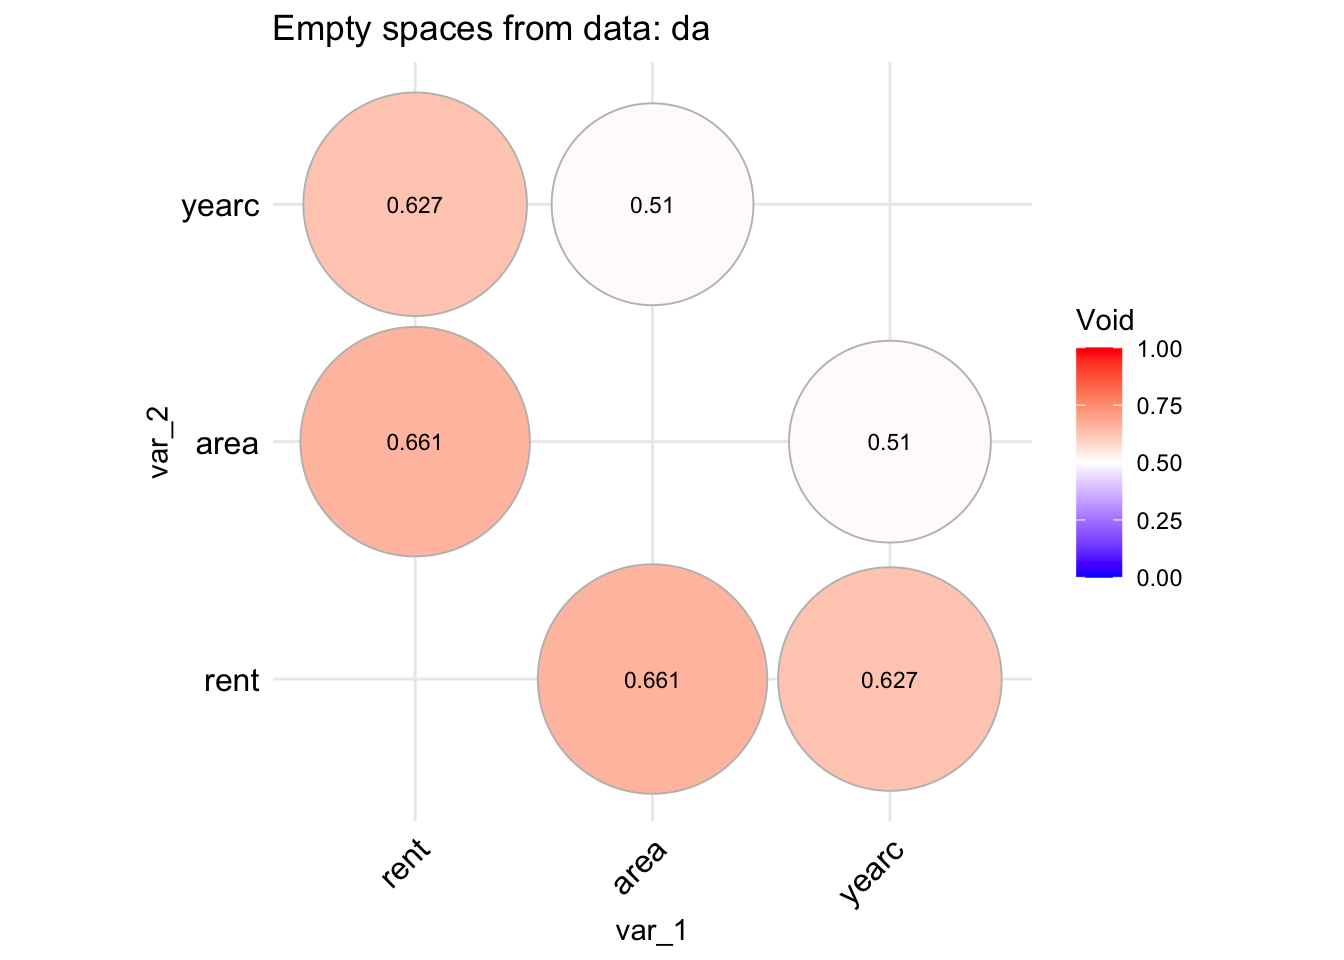 Empty spaces from data: da
yearc
0.627
0.51
area
0.661
0.51
rent
0.661
0.627
var_2
rent
area
yearc
var_1
Void
1.00
0.75
0.50
0.25
0.00